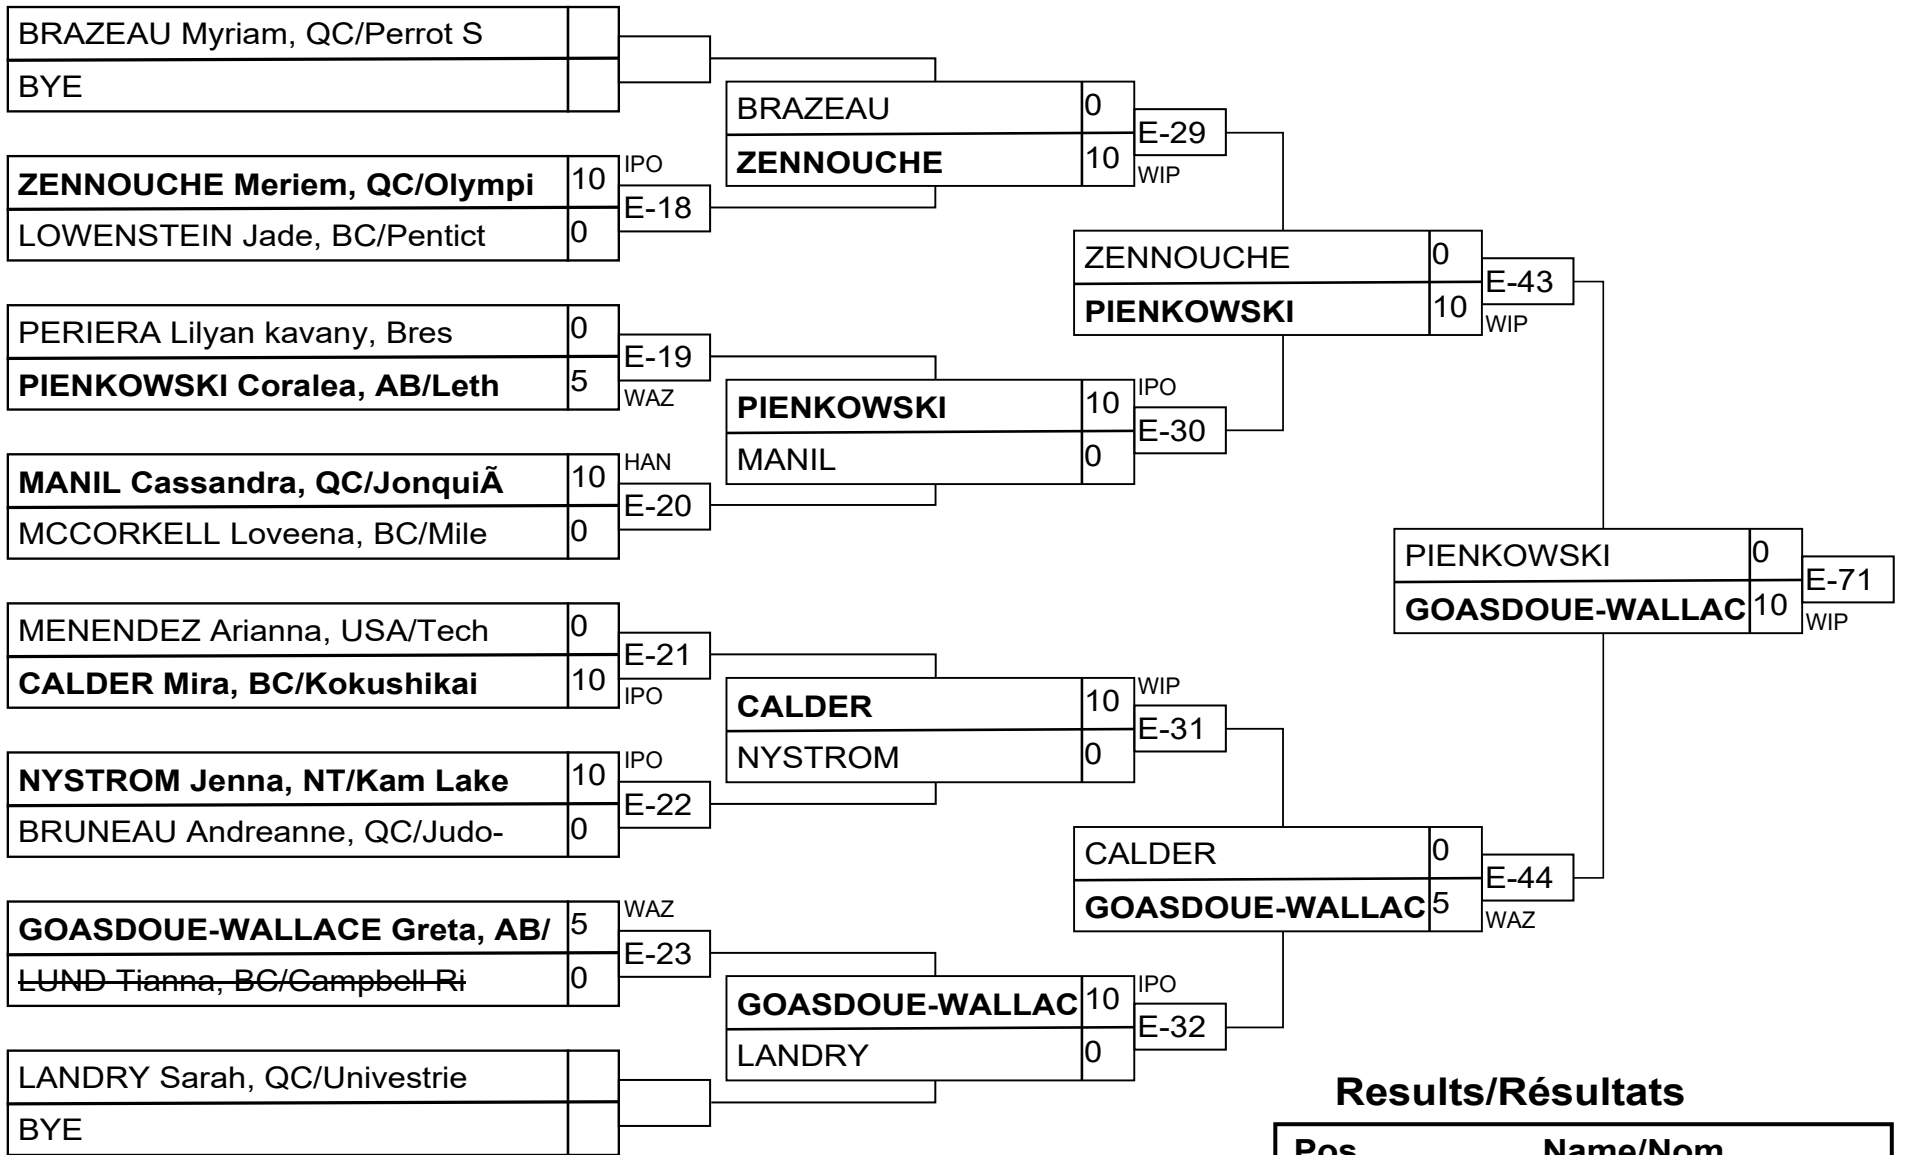 BRAZEAU Myriam, QC/Perrot S
BYE
ZENNOUCHE Meriem, QC/Olympi 10 IPO
E-18
LOWENSTEIN Jade, BC/Pentict 0
PERIERA Lilyan kavany, Bres 0
E-19
PIENKOWSKI Coralea, AB/Leth 5 WAZ
MANIL Cassandra, QC/JonquiÃ 10 HAN
E-20
MCCORKELL Loveena, BC/Mile 0
MENENDEZ Arianna, USA/Tech 0
E-21
CALDER Mira, BC/Kokushikai 10 IPO
NYSTROM Jenna, NT/Kam Lake 10 IPO
E-22
BRUNEAU Andreanne, QC/Judo- 0
GOASDOUE-WALLACE Greta, AB/ 5 WAZ
E-23
LUND Tianna, BC/Campbell Ri 0
LANDRY Sarah, QC/Univestrie
BYE
BRAZEAU 0
E-29
ZENNOUCHE 10 WIP
PIENKOWSKI 10 IPO
E-30
MANIL 0
CALDER 10 WIP
E-31
NYSTROM 0
GOASDOUE-WALLAC 10 IPO
E-32
LANDRY 0
ZENNOUCHE 0
E-43
PIENKOWSKI 10 WIP
CALDER 0
E-44
GOASDOUE-WALLAC 5 WAZ
PIENKOWSKI 0
E-71
GOASDOUE-WALLAC 10 WIP
Results/Résultats
Pos Name/Nom